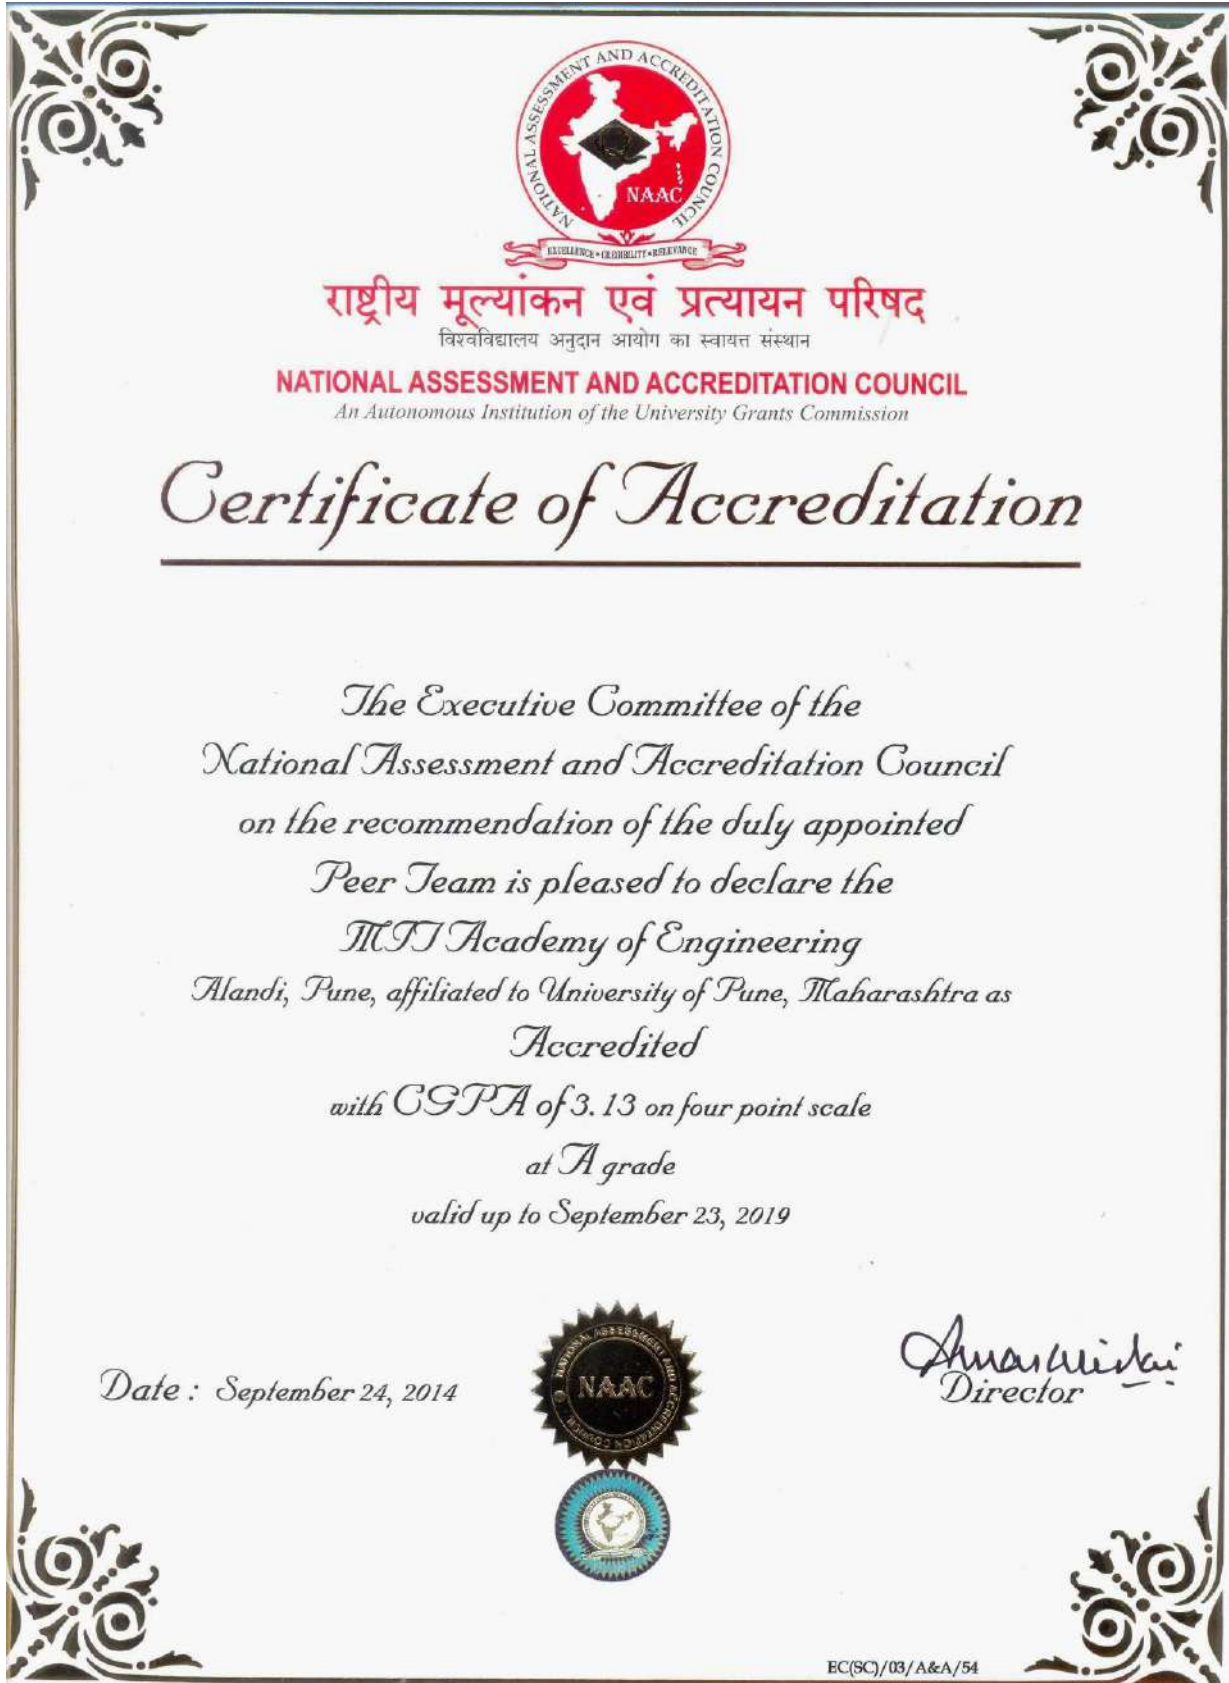 NATIONAL ASSESSMENT AND ACCREDITATION COUNCIL
NAAC
EXCELLENCE • CREDIBILITY • RELEVANCE
राष्ट्रीय मूल्यांकन एवं प्रत्यायन परिषद
विश्वविद्यालय अनुदान आयोग का स्वायत्त संस्थान
NATIONAL ASSESSMENT AND ACCREDITATION COUNCIL
An Autonomous Institution of the University Grants Commission
Certificate of Accreditation
The Executive Committee of the
National Assessment and Accreditation Council
on the recommendation of the duly appointed
Peer Team is pleased to declare the
MIT Academy of Engineering
Alandi, Pune, affiliated to University of Pune, Maharashtra as
Accredited
with CGPA of 3.13 on four point scale
at A grade
valid up to September 23, 2019
Date : September 24, 2014
NATIONAL ASSESSMENT AND ACCREDITATION COUNCIL
NAAC
Director
EC(SC)/03/A&A/54